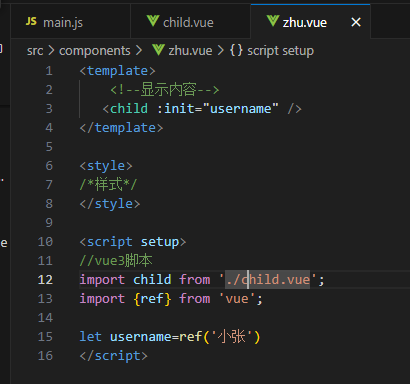 main.js child.vue zhu.vue
src > components > zhu.vue > {} script setup
1 <template>
2 <!--显示内容-->
3 <child :init="username" />
4 </template>
5
6 <style>
7 /*样式*/
8 </style>
9
10 <script setup>
11 //vue3脚本
12 import child from './child.vue';
13 import {ref} from 'vue';
14
15 let username=ref('小张')
16 </script>